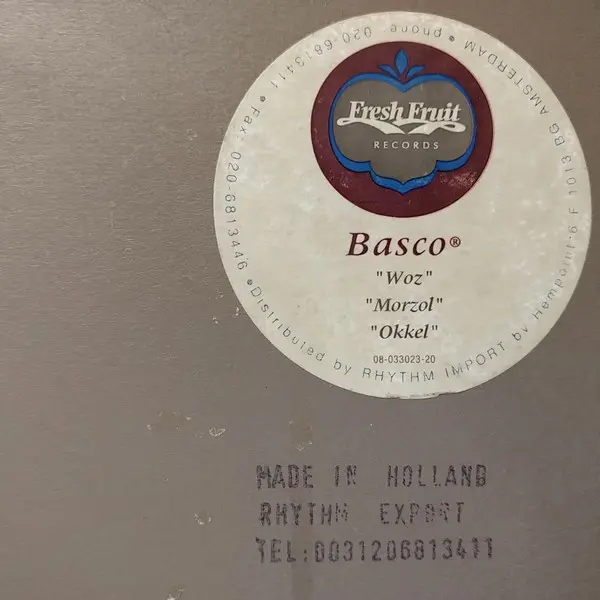 Fresh Fruit
RECORDS
Basco®
"Woz"
"Morzol"
"Okkel"
08-033023-20
Distributed by RHYTHM IMPORT by Hempoint 6 F 1013 BG AMSTERDAM • phone 020-6813411 • Fax: 020-6813446 •
MADE IN HOLLAND
RHYTHM EXPORT
TEL:0031206813411